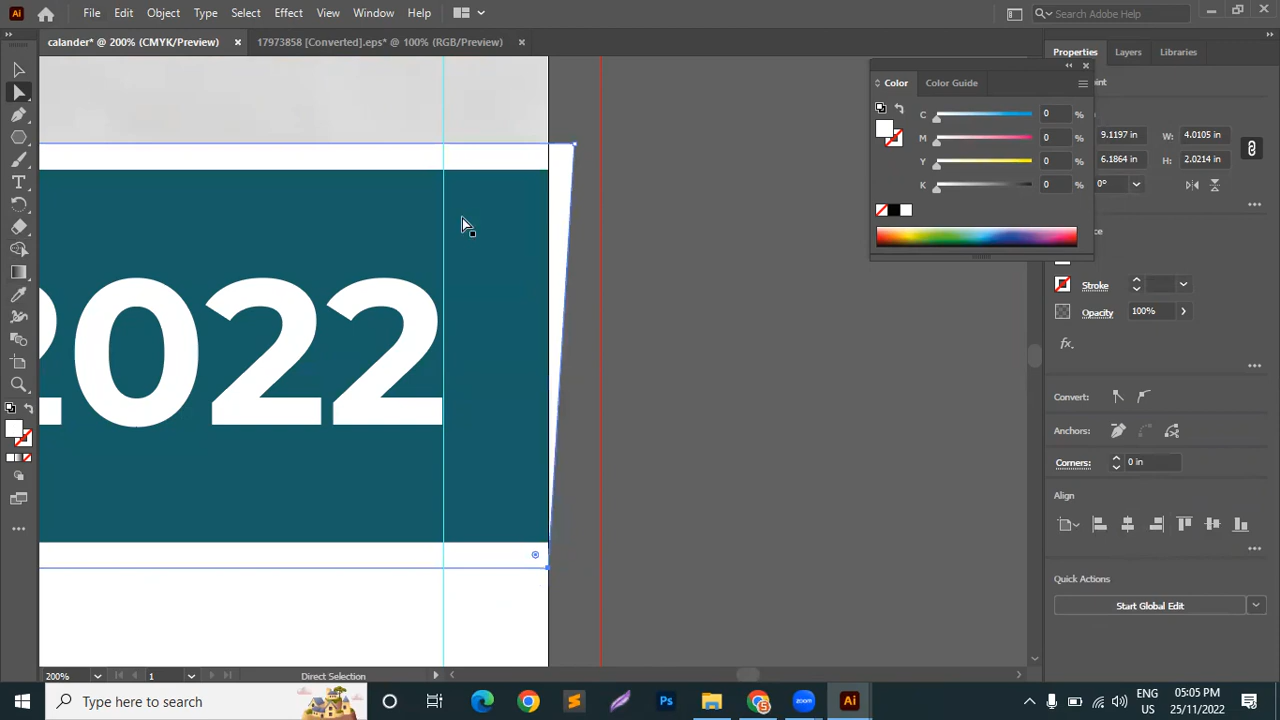 Ai File Edit Object Type Select Effect View Window Help Search Adobe Help
calander* @ 200% (CMYK/Preview) × 17973858 [Converted].eps* @ 100% (RGB/Preview) ×
Properties Layers Libraries
Color Color Guide
C 0 %
M 0 %
Y 0 %
K 0 %
9.1197 in W: 4.0105 in
6.1864 in H: 2.0214 in
0°
Stroke
Opacity 100%
fx.
Convert:
Anchors:
Corners: 0 in
Align
Quick Actions
Start Global Edit
2022
200% 1 Direct Selection
Type here to search
Ps
Ai
ENG
US
05:05 PM
25/11/2022